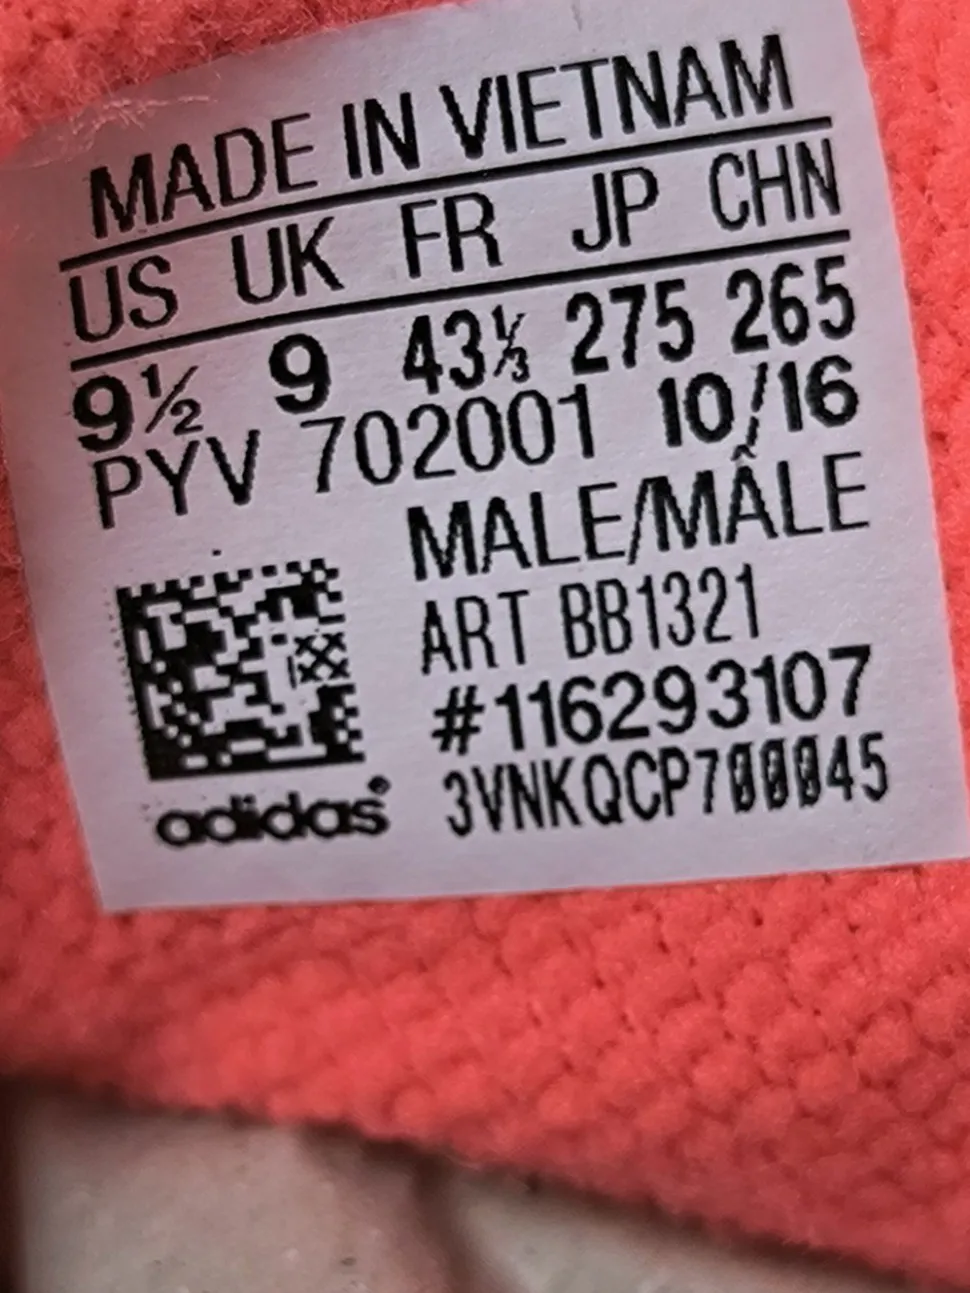 MADE IN VIETNAM
US UK FR JP CHN
9½ 9 43⅓ 275 265
PYV 702001 10/16
MALE/MÂLE
ART BB1321
#116293107
3VNKQCP700045
adidas®